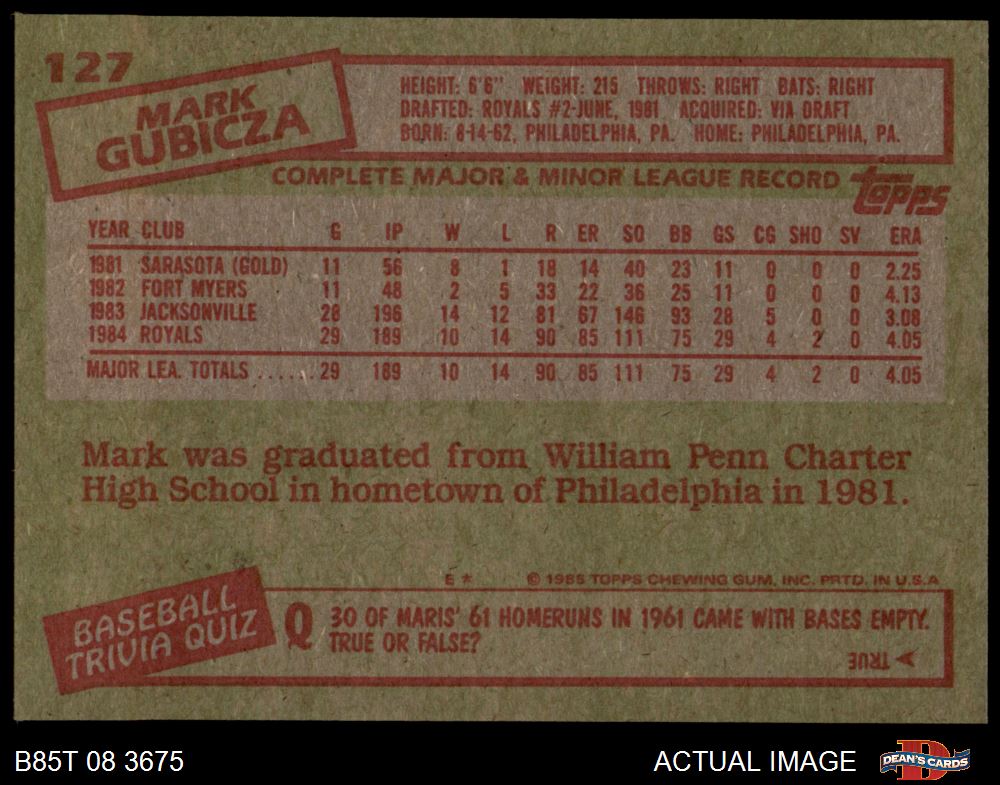 127
MARK
GUBICZA
HEIGHT: 6'6" WEIGHT: 215 THROWS: RIGHT BATS: RIGHT
DRAFTED: ROYALS #2-JUNE, 1981 ACQUIRED: VIA DRAFT
BORN: 8-14-62, PHILADELPHIA, PA. HOME: PHILADELPHIA, PA.
COMPLETE MAJOR & MINOR LEAGUE RECORD
topps
YEAR CLUB G IP W L R ER SO BB GS CG SHO SV ERA
1981 SARASOTA (GOLD) 11 56 8 1 18 14 40 23 11 0 0 0 2.25
1982 FORT MYERS 11 48 2 5 33 22 36 25 11 0 0 0 4.13
1983 JACKSONVILLE 28 196 14 12 81 67 146 93 28 5 0 0 3.08
1984 ROYALS 29 189 10 14 90 85 111 75 29 4 2 0 4.05
MAJOR LEA. TOTALS ...... 29 189 10 14 90 85 111 75 29 4 2 0 4.05
Mark was graduated from William Penn Charter
High School in hometown of Philadelphia in 1981.
E * © 1985 TOPPS CHEWING GUM, INC. PRTD. IN U.S.A
BASEBALL
TRIVIA QUIZ
Q 30 OF MARIS' 61 HOMERUNS IN 1961 CAME WITH BASES EMPTY.
TRUE OR FALSE?
TRUE
B85T 08 3675
ACTUAL IMAGE
D
DEAN'S CARDS